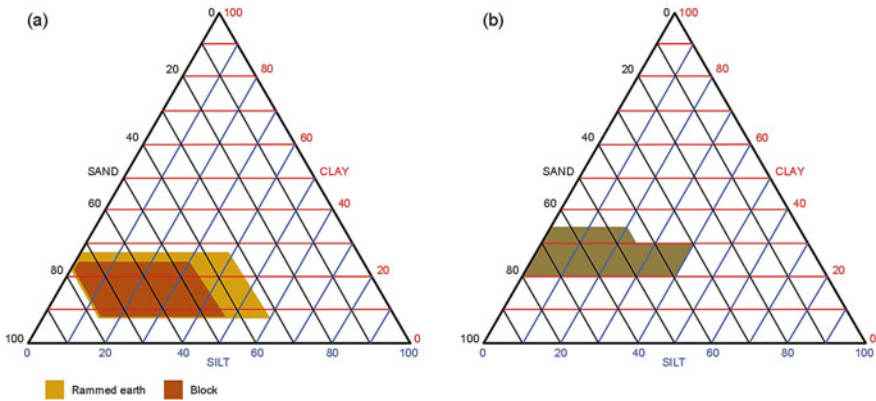 (a)
0 100
20 80
40 60
SAND CLAY
60 40
80 20
100 0
0 20 40 60 80 100
SILT
Rammed earth Block
(b)
0 100
20 80
40 60
SAND CLAY
60 40
80 20
100 0
0 20 40 60 80 100
SILT